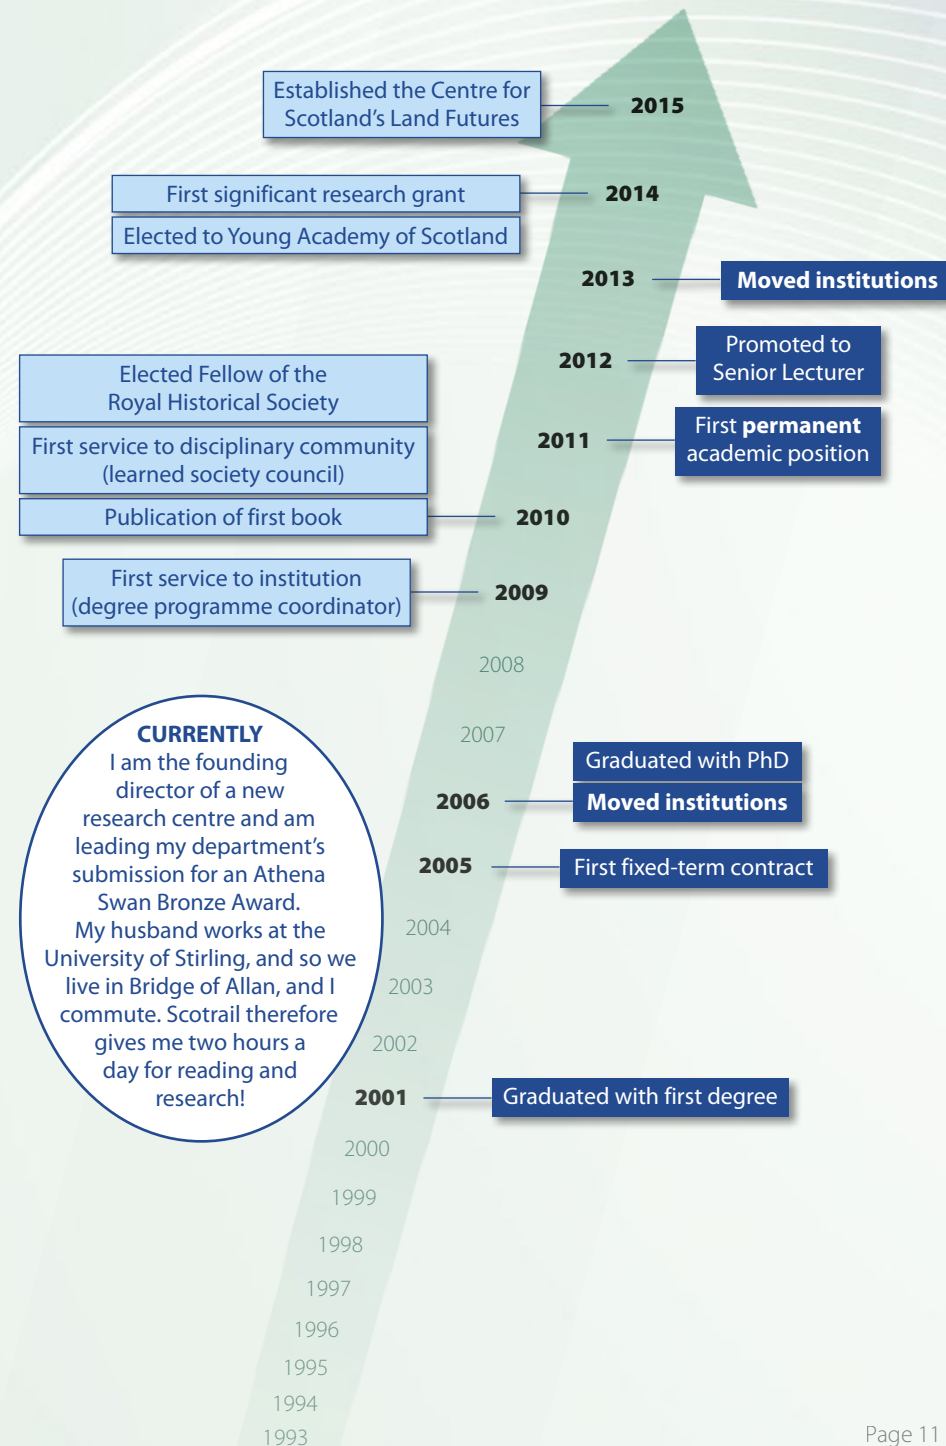 Established the Centre for
Scotland's Land Futures
2015
First significant research grant
2014
Elected to Young Academy of Scotland
2013
Moved institutions
Promoted to
Senior Lecturer
2012
Elected Fellow of the
Royal Historical Society
First permanent
academic position
2011
First service to disciplinary community
(learned society council)
Publication of first book
2010
First service to institution
(degree programme coordinator)
2009
2008
2007
Graduated with PhD
Moved institutions
2006
2005
First fixed-term contract
2004
2003
2002
CURRENTLY
I am the founding
director of a new
research centre and am
leading my department's
submission for an Athena
Swan Bronze Award.
My husband works at the
University of Stirling, and so we
live in Bridge of Allan, and I
commute. Scotrail therefore
gives me two hours a
day for reading and
research!
2001
Graduated with first degree
2000
1999
1998
1997
1996
1995
1994
1993
Page 11